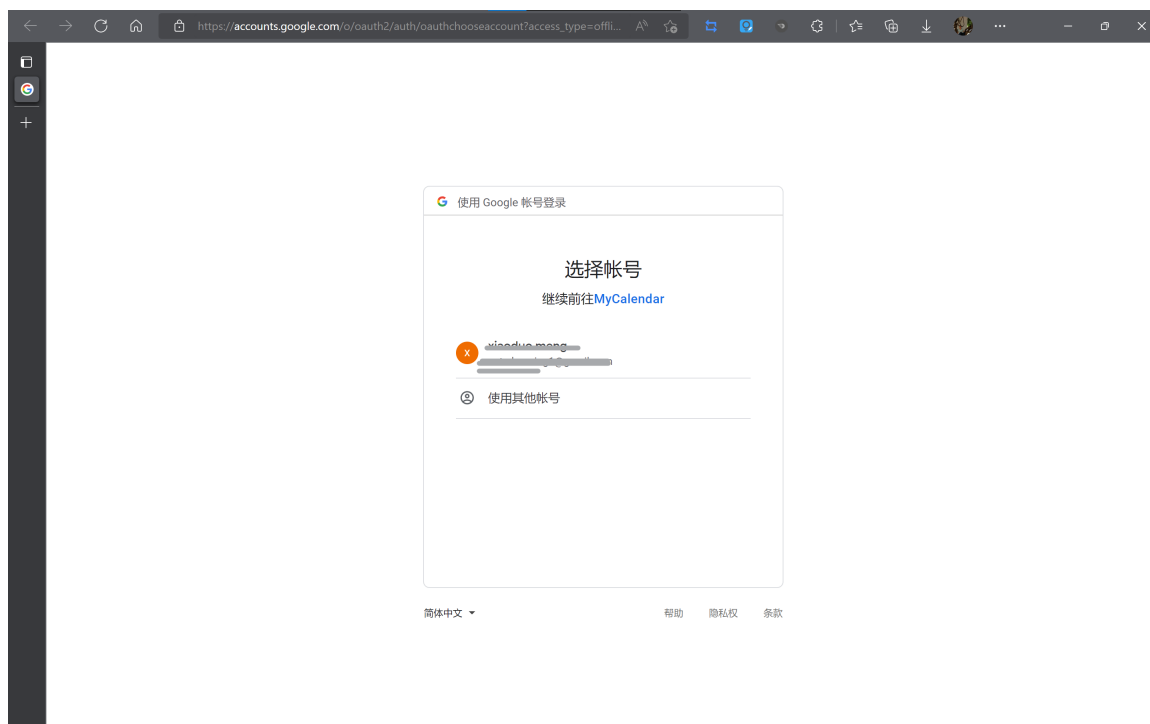 https://accounts.google.com/o/oauth2/auth/oauthchooseaccount?access_type=offli...
使用 Google 帐号登录
选择帐号
继续前往MyCalendar
X
使用其他帐号
简体中文
帮助 隐私权 条款